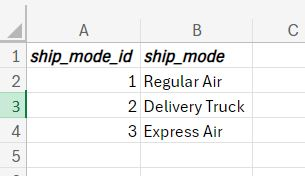 A B C
1 ship_mode_id ship_mode
2 1 Regular Air
3 2 Delivery Truck
4 3 Express Air
5